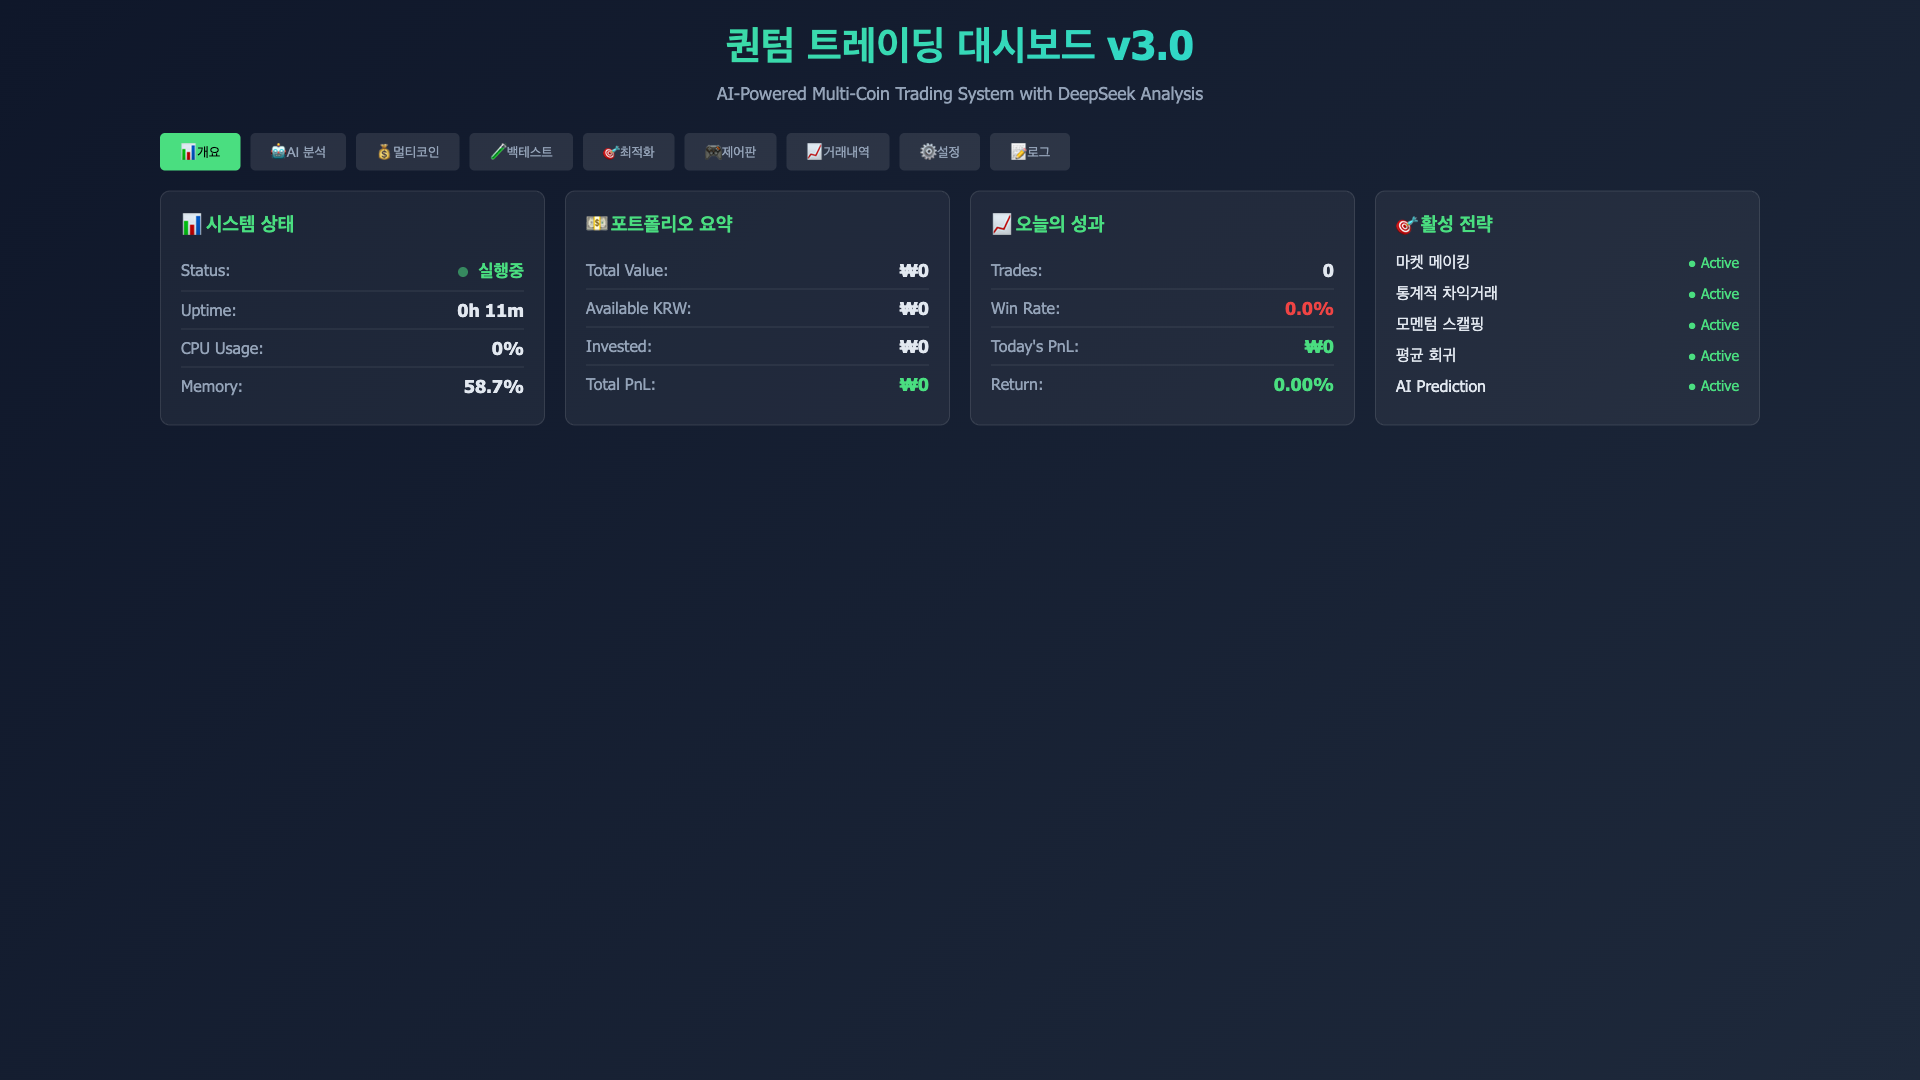 퀀텀 트레이딩 대시보드 v3.0
AI-Powered Multi-Coin Trading System with DeepSeek Analysis
개요
AI 분석
멀티코인
백테스트
최적화
제어판
거래내역
설정
로그
시스템 상태
Status: 실행중
Uptime: 0h 11m
CPU Usage: 0%
Memory: 58.7%
포트폴리오 요약
Total Value: ₩0
Available KRW: ₩0
Invested: ₩0
Total PnL: ₩0
오늘의 성과
Trades: 0
Win Rate: 0.0%
Today's PnL: ₩0
Return: 0.00%
활성 전략
마켓 메이킹 ● Active
통계적 차익거래 ● Active
모멘텀 스캘핑 ● Active
평균 회귀 ● Active
AI Prediction ● Active